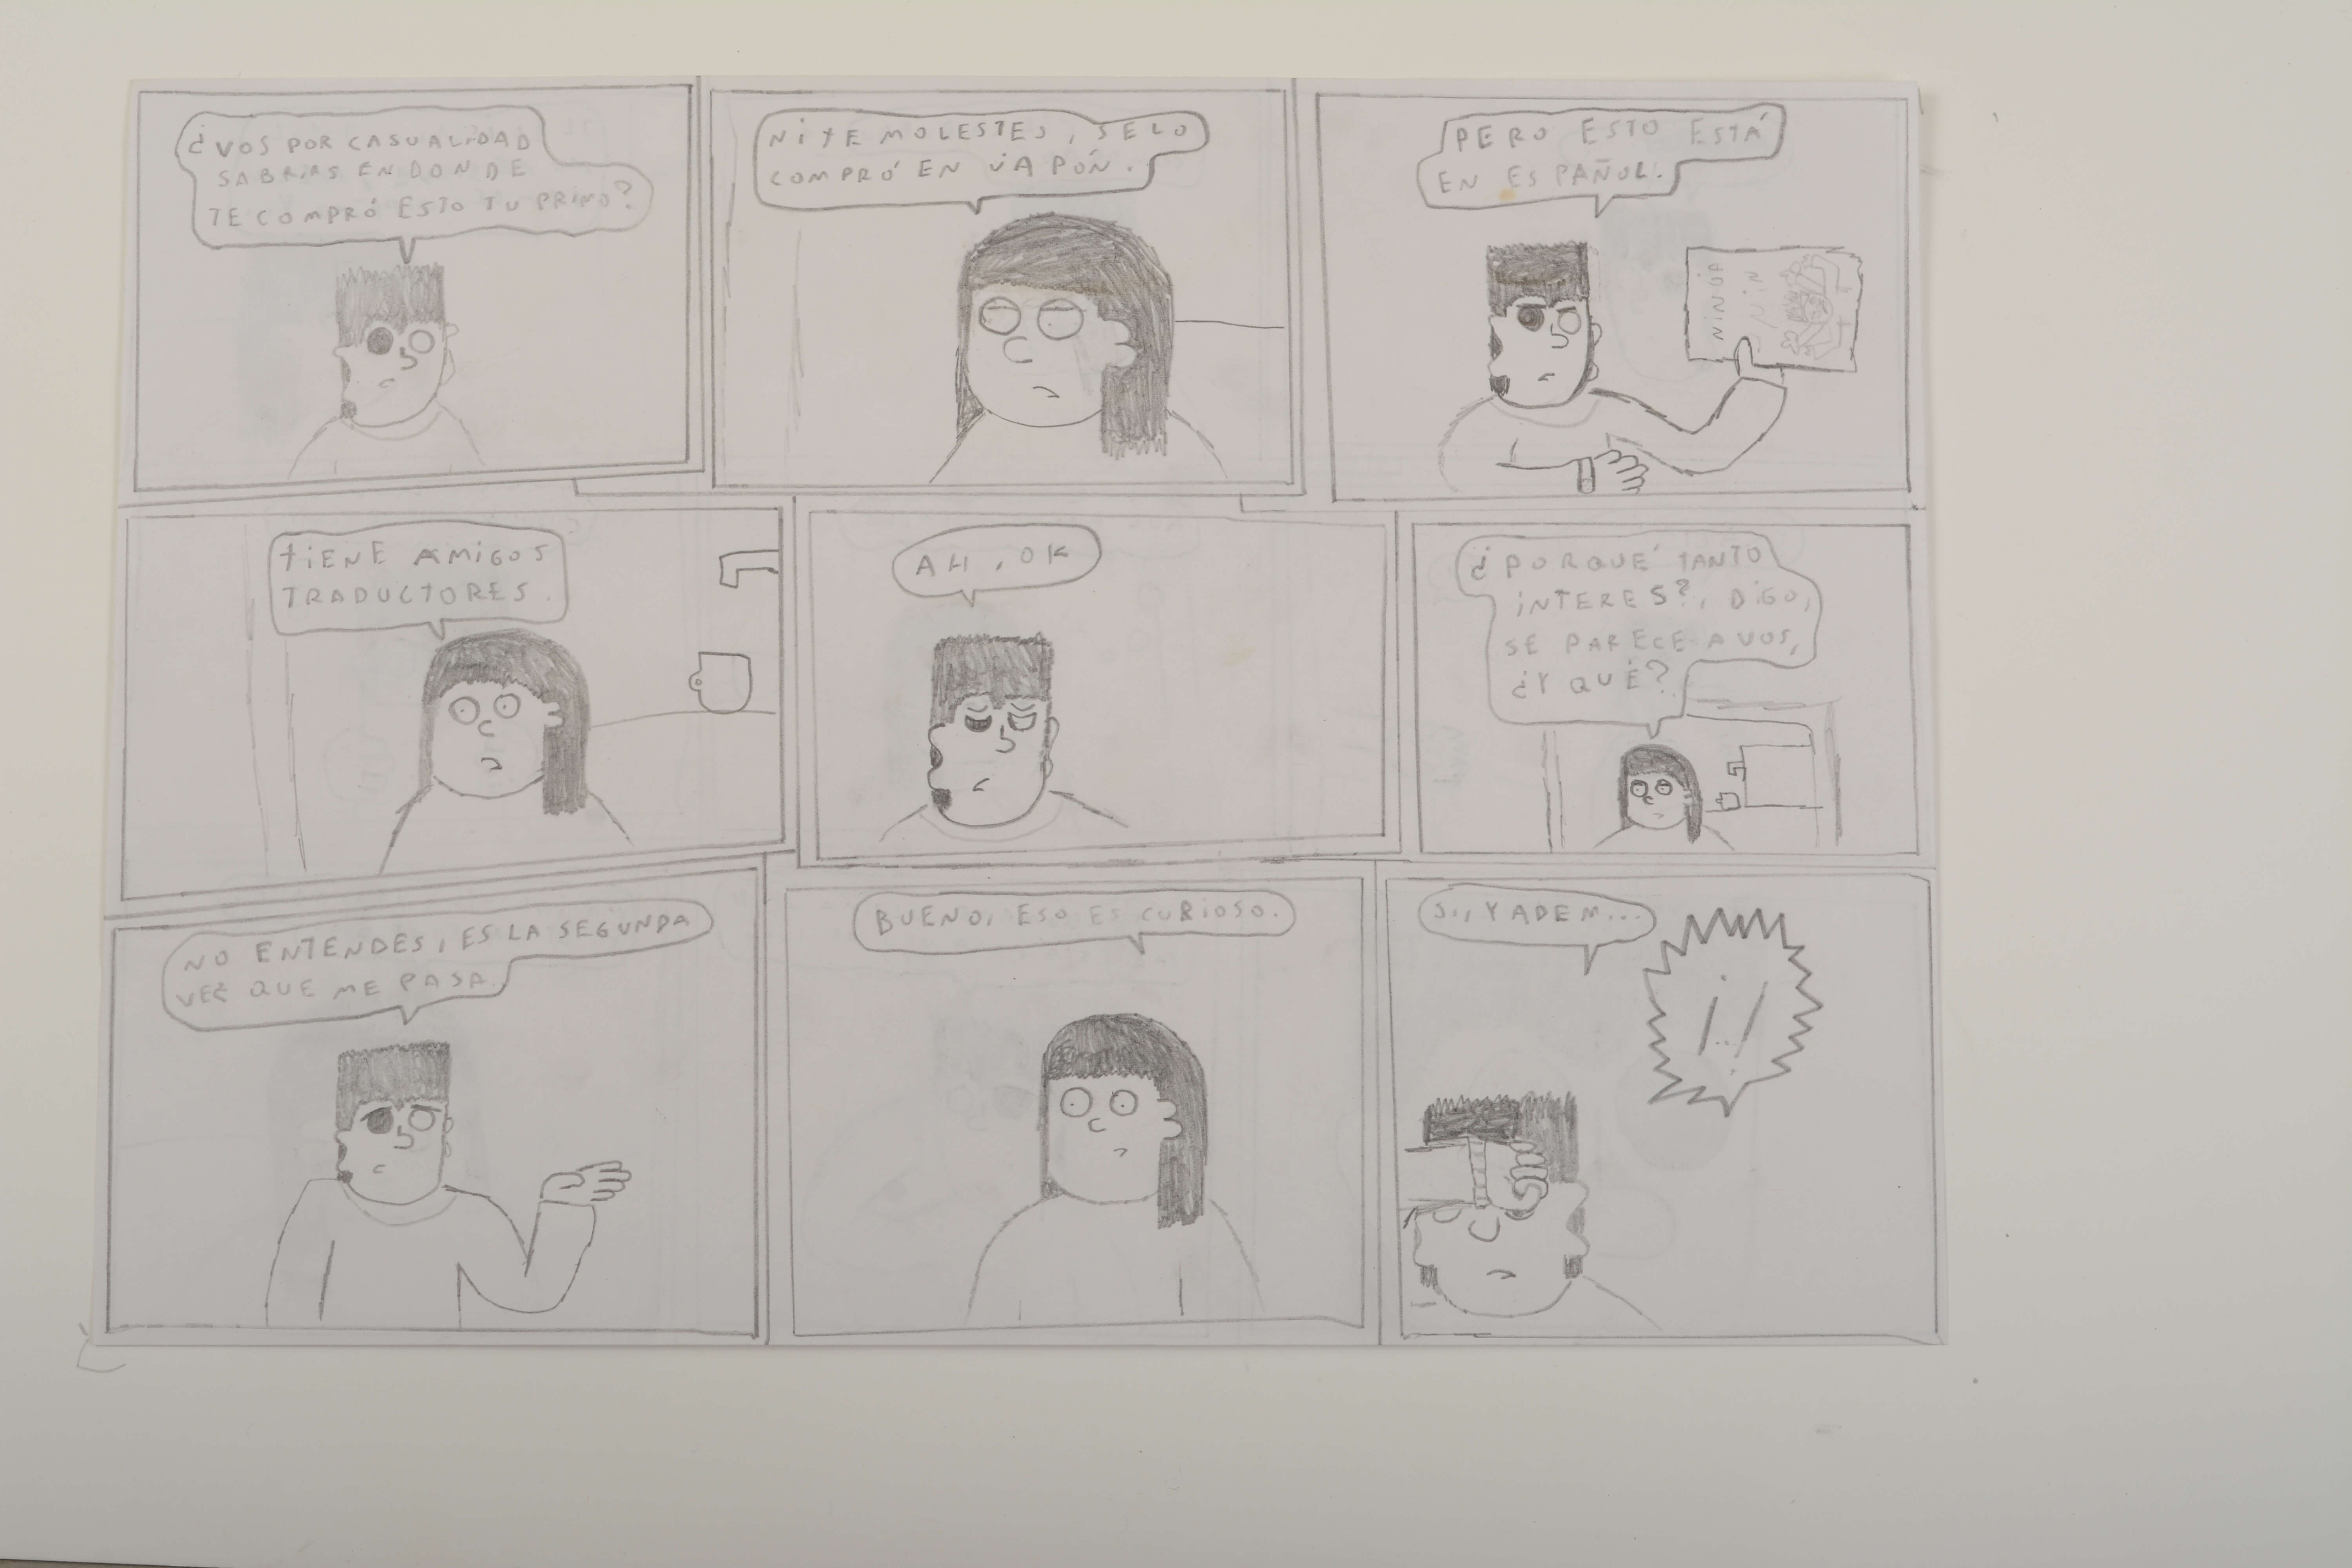 ¿VOS POR CASUALIDAD
SABRIAS EN DONDE
TE COMPRÓ ESTO TU PRIMO?
NI TE MOLESTES, SE LO
COMPRÓ EN JAPÓN.
PERO ESTO ESTÁ
EN ESPAÑOL.
NINJA
TIENE AMIGOS
TRADUCTORES.
AH, OK
¿PORQUÉ TANTO
INTERES?, DIGO,
SE PARECE A VOS,
¿Y QUÉ?
NO ENTENDES, ES LA SEGUNDA
VEZ QUE ME PASA.
BUENO, ESO ES CURIOSO.
SI, Y ADEM...
¡¡..!!